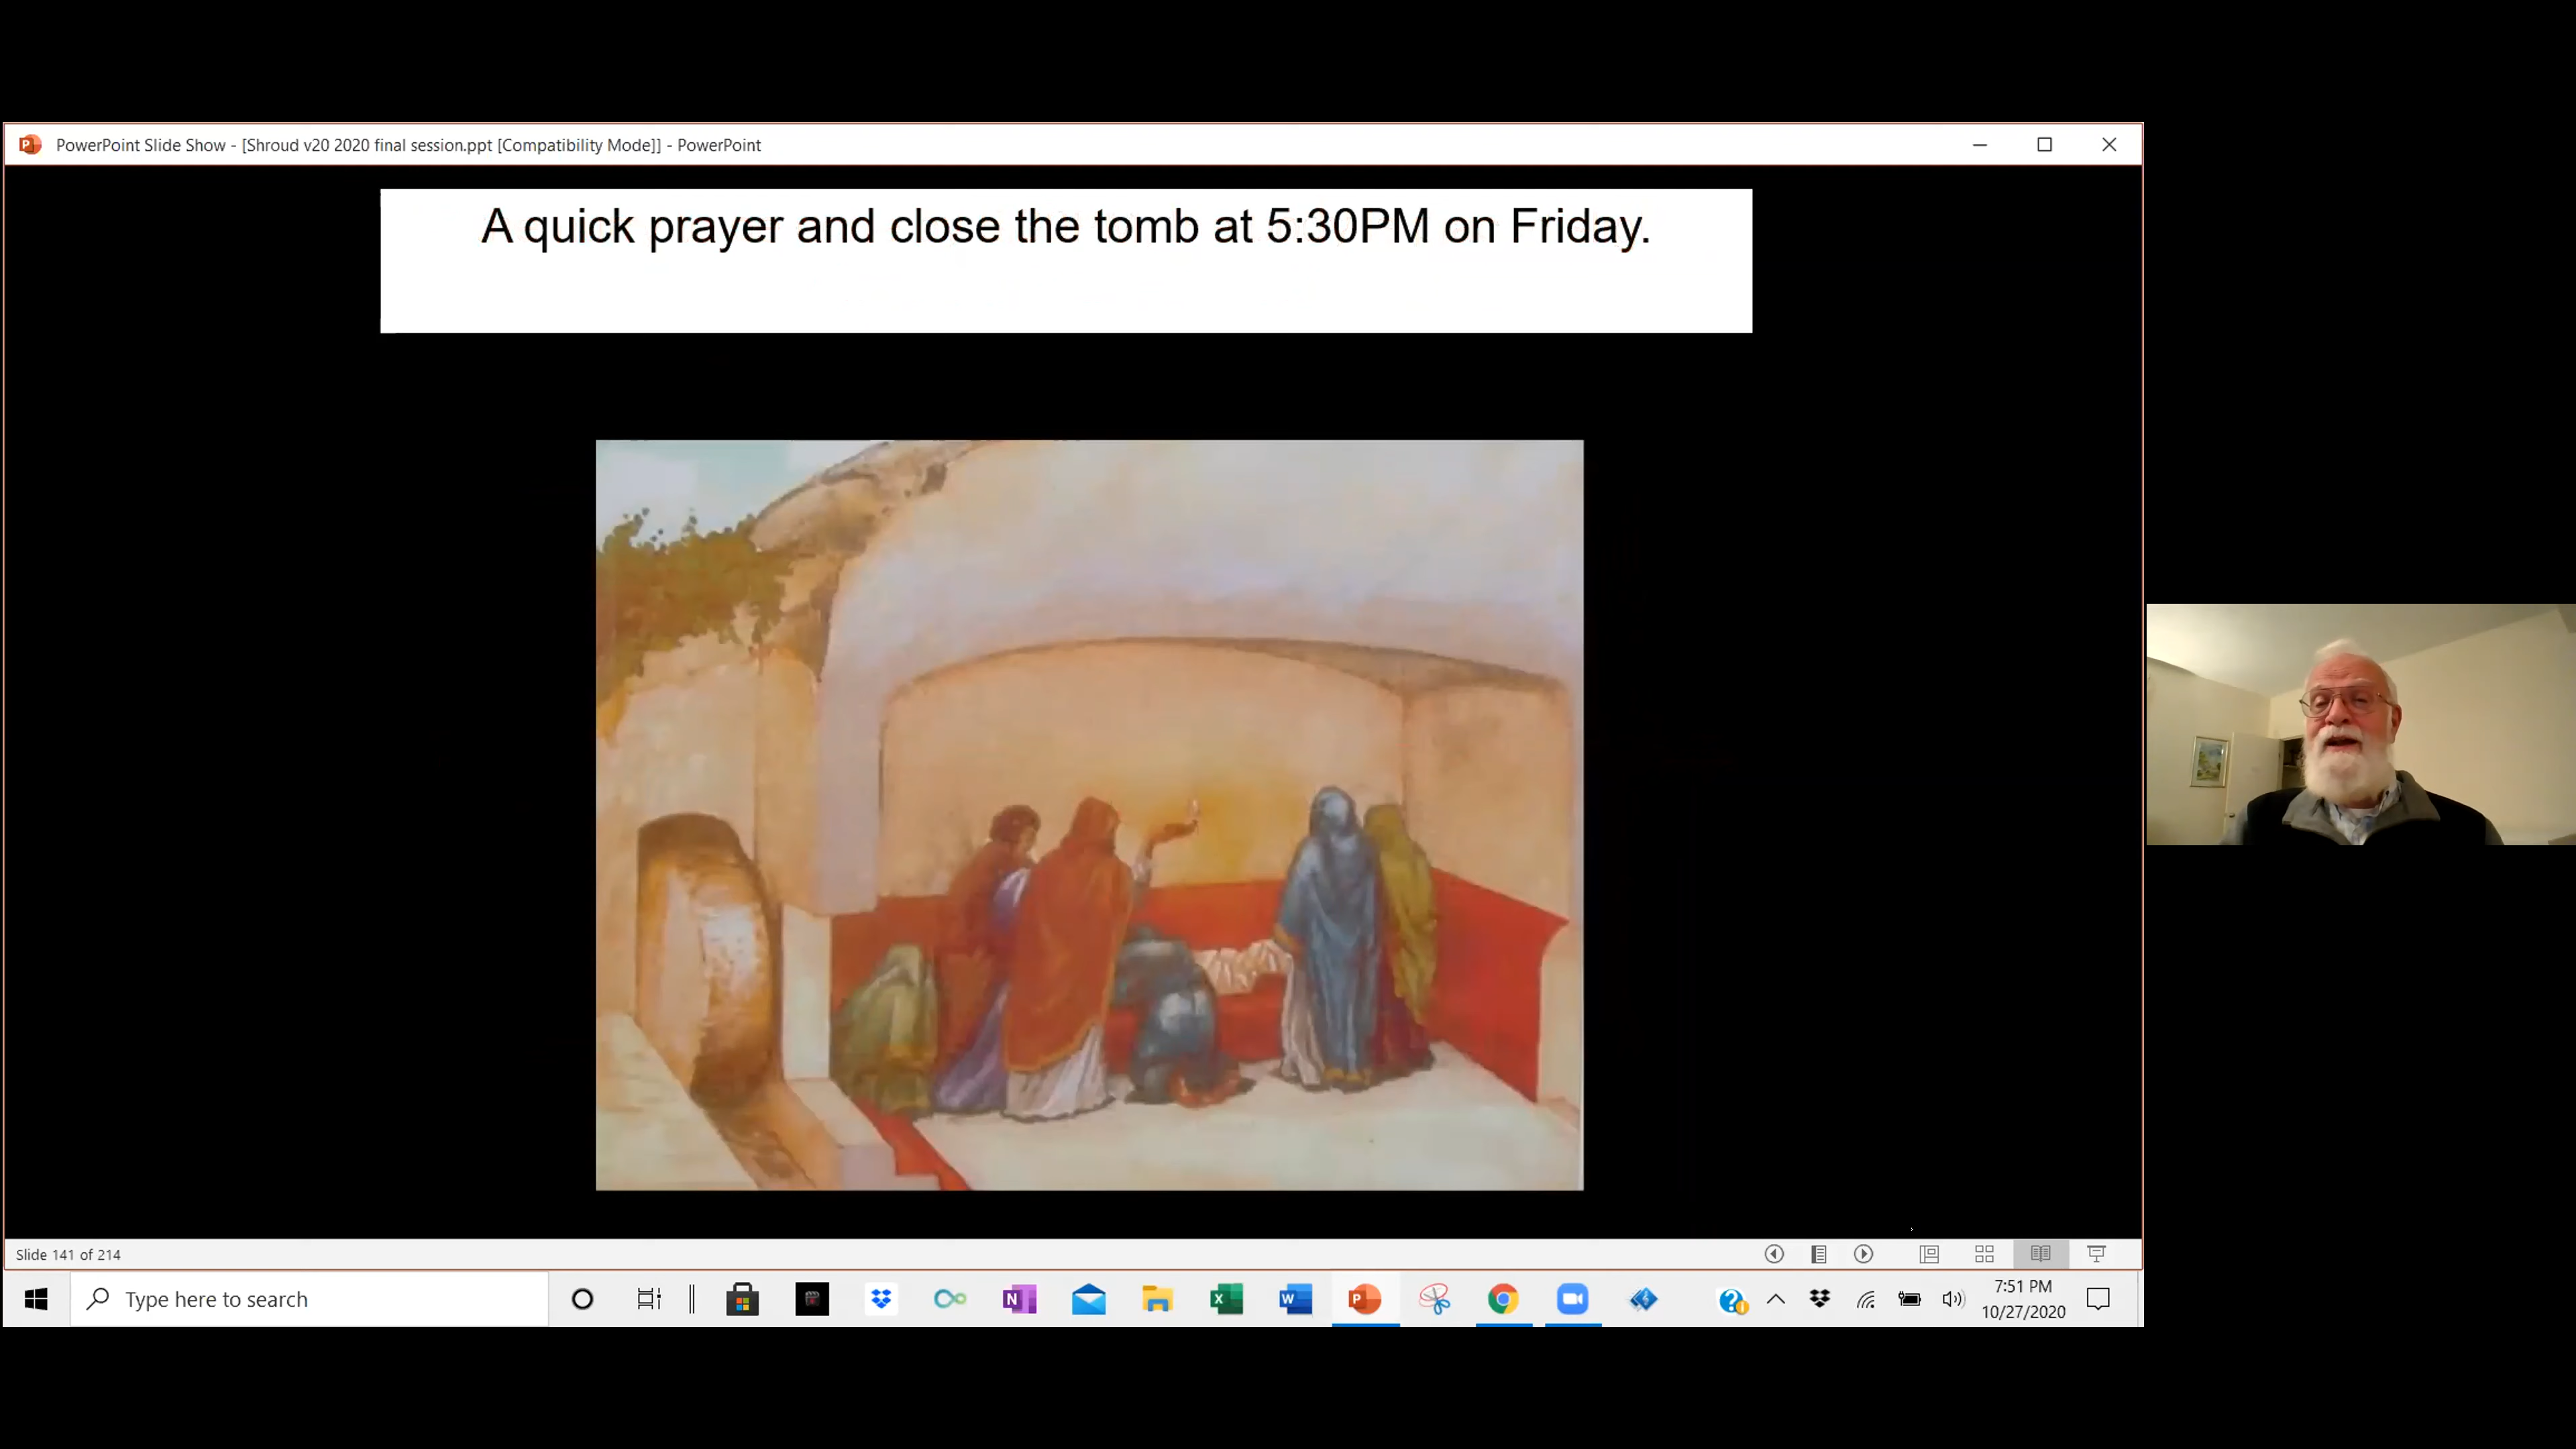 PowerPoint Slide Show - [Shroud v20 2020 final session.ppt [Compatibility Mode]] - PowerPoint
A quick prayer and close the tomb at 5:30PM on Friday.
Slide 141 of 214
Type here to search
7:51 PM
10/27/2020